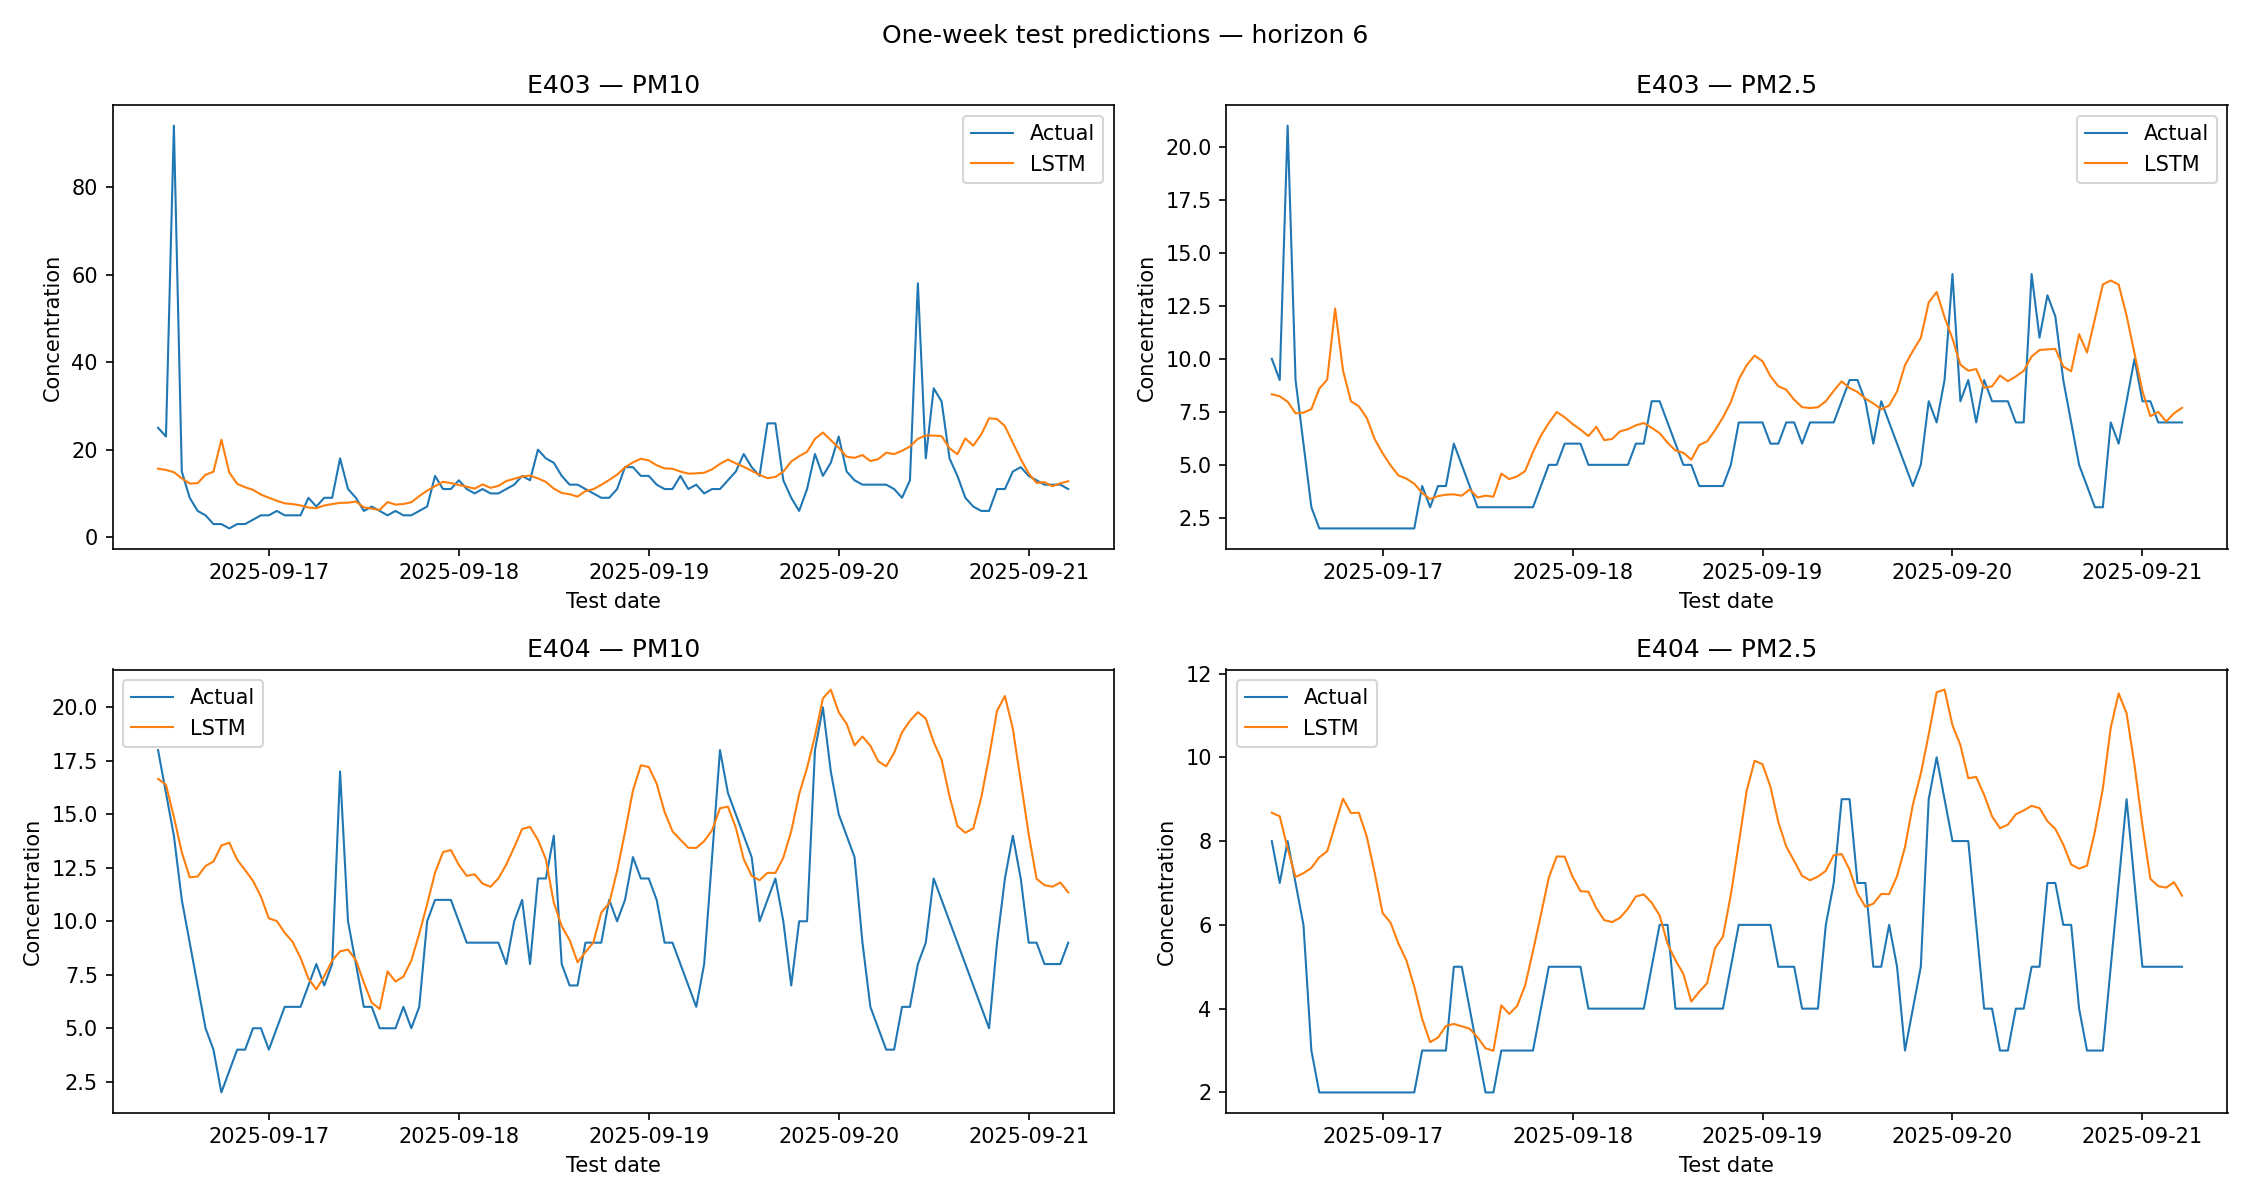 One-week test predictions — horizon 6
E403 — PM10
Actual
LSTM
80
60
40
20
0
Concentration
2025-09-17 2025-09-18 2025-09-19 2025-09-20 2025-09-21
Test date
E403 — PM2.5
Actual
LSTM
20.0
17.5
15.0
12.5
10.0
7.5
5.0
2.5
Concentration
2025-09-17 2025-09-18 2025-09-19 2025-09-20 2025-09-21
Test date
E404 — PM10
Actual
LSTM
20.0
17.5
15.0
12.5
10.0
7.5
5.0
2.5
Concentration
2025-09-17 2025-09-18 2025-09-19 2025-09-20 2025-09-21
Test date
E404 — PM2.5
Actual
LSTM
12
10
8
6
4
2
Concentration
2025-09-17 2025-09-18 2025-09-19 2025-09-20 2025-09-21
Test date